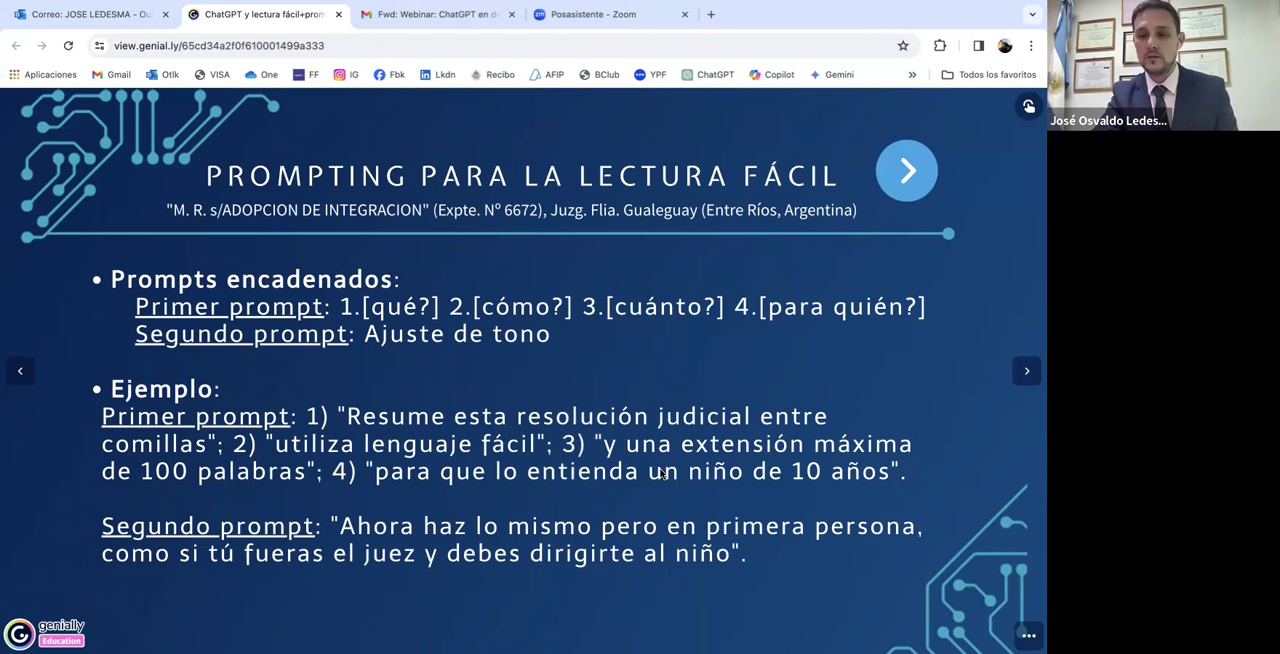 Correo: JOSE LEDESMA - Ou
ChatGPT y lectura fácil+prom
Fwd: Webinar: ChatGPT en d
Posasistente - Zoom
view.genial.ly/65cd34a2f0f610001499a333
Aplicaciones
Gmail
Otlk
VISA
One
FF
IG
Fbk
Lkdn
Recibo
AFIP
BClub
YPF
ChatGPT
Copilot
Gemini
Todos los favoritos
José Osvaldo Ledes...
PROMPTING PARA LA LECTURA FÁCIL
"M. R. s/ADOPCION DE INTEGRACION" (Expte. Nº 6672), Juzg. Flia. Gualeguay (Entre Ríos, Argentina)
• Prompts encadenados:
Primer prompt: 1.[qué?] 2.[cómo?] 3.[cuánto?] 4.[para quién?]
Segundo prompt: Ajuste de tono
• Ejemplo:
Primer prompt: 1) "Resume esta resolución judicial entre
comillas"; 2) "utiliza lenguaje fácil"; 3) "y una extensión máxima
de 100 palabras"; 4) "para que lo entienda un niño de 10 años".
Segundo prompt: "Ahora haz lo mismo pero en primera persona,
como si tú fueras el juez y debes dirigirte al niño".
genially
Education